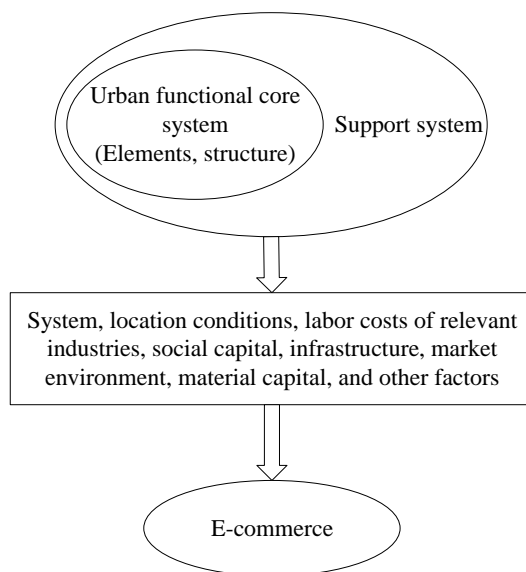 Urban functional core
system
(Elements, structure)
Support system
System, location conditions, labor costs of relevant
industries, social capital, infrastructure, market
environment, material capital, and other factors
E-commerce